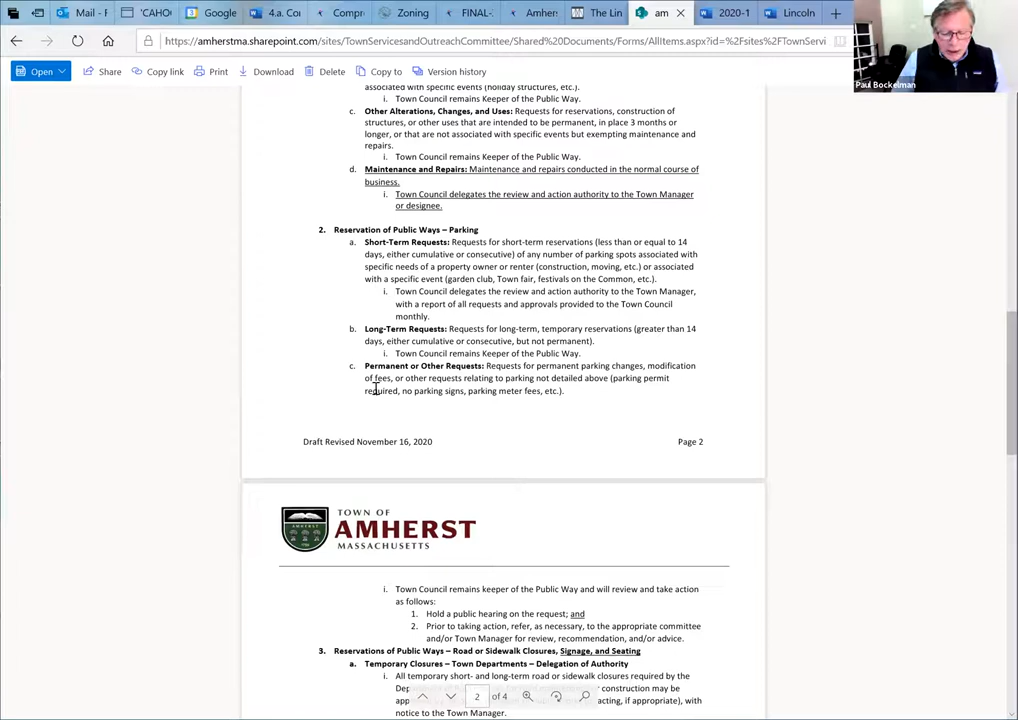 Mail - F
'CAHO
Google
4.a. Cor
Compre
Zoning
FINAL-
Amhers
The Lin
am
2020-1
Lincoln
https://amherstma.sharepoint.com/sites/TownServicesandOutreachCommittee/Shared%20Documents/Forms/AllItems.aspx?id=%2Fsites%2FTownServi
Paul Bockelman
Open
Share
Copy link
Print
Download
Delete
Copy to
Version history
associated with specific events (holiday structures, etc.).
i. Town Council remains Keeper of the Public Way.
c. Other Alterations, Changes, and Uses: Requests for reservations, construction of
structures, or other uses that are intended to be permanent, in place 3 months or
longer, or that are not associated with specific events but exempting maintenance and
repairs.
i. Town Council remains Keeper of the Public Way.
d. Maintenance and Repairs: Maintenance and repairs conducted in the normal course of
business.
i. Town Council delegates the review and action authority to the Town Manager
or designee.
2. Reservation of Public Ways – Parking
a. Short-Term Requests: Requests for short-term reservations (less than or equal to 14
days, either cumulative or consecutive) of any number of parking spots associated with
specific needs of a property owner or renter (construction, moving, etc.) or associated
with a specific event (garden club, Town fair, festivals on the Common, etc.).
i. Town Council delegates the review and action authority to the Town Manager,
with a report of all requests and approvals provided to the Town Council
monthly.
b. Long-Term Requests: Requests for long-term, temporary reservations (greater than 14
days, either cumulative or consecutive, but not permanent).
i. Town Council remains Keeper of the Public Way.
c. Permanent or Other Requests: Requests for permanent parking changes, modification
of fees, or other requests relating to parking not detailed above (parking permit
required, no parking signs, parking meter fees, etc.).
Draft Revised November 16, 2020
Page 2
TOWN OF
AMHERST
MASSACHUSETTS
i. Town Council remains keeper of the Public Way and will review and take action
as follows:
1. Hold a public hearing on the request; and
2. Prior to taking action, refer, as necessary, to the appropriate committee
and/or Town Manager for review, recommendation, and/or advice.
3. Reservations of Public Ways – Road or Sidewalk Closures, Signage, and Seating
a. Temporary Closures – Town Departments – Delegation of Authority
i. All temporary short- and long-term road or sidewalk closures required by the
construction may be
2 of 4
acting, if appropriate), with
notice to the Town Manager.